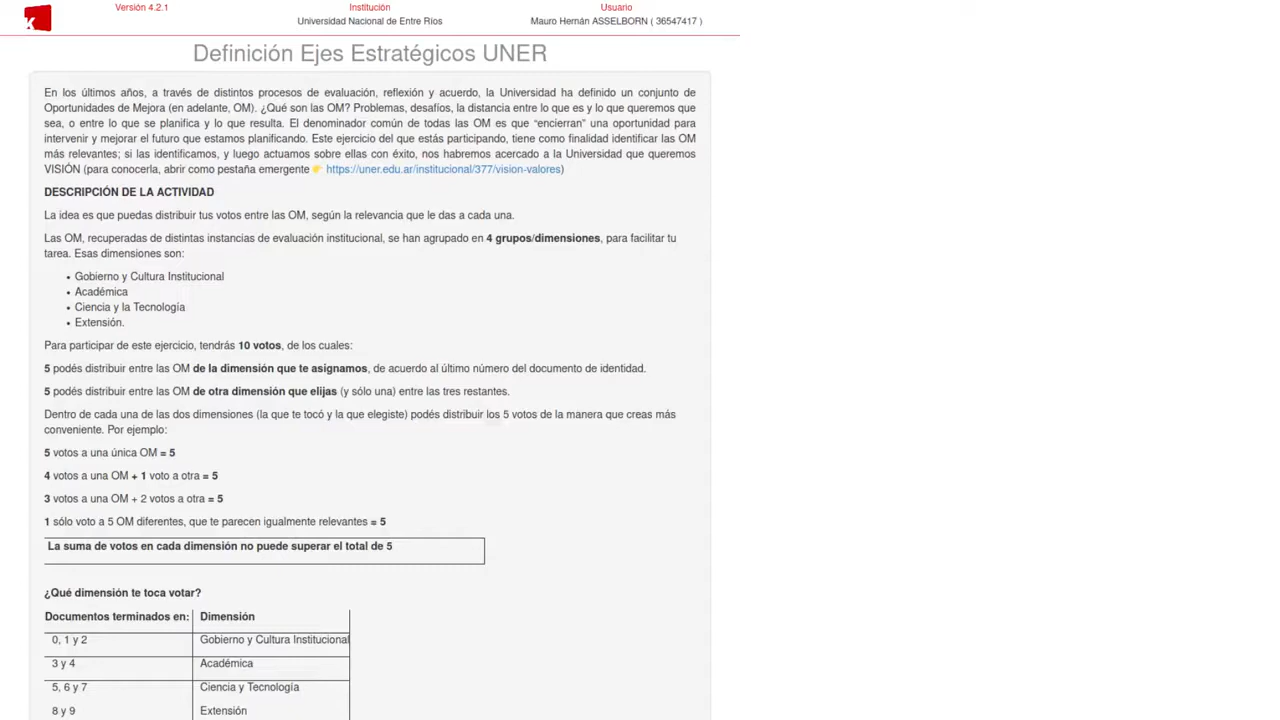 Versión 4.2.1
Institución
Usuario
Universidad Nacional de Entre Ríos
Mauro Hernán ASSELBORN ( 36547417 )
Definición Ejes Estratégicos UNER
En los últimos años, a través de distintos procesos de evaluación, reflexión y acuerdo, la Universidad ha definido un conjunto de
Oportunidades de Mejora (en adelante, OM). ¿Qué son las OM? Problemas, desafíos, la distancia entre lo que es y lo que queremos que
sea, o entre lo que se planifica y lo que resulta. El denominador común de todas las OM es que “encierran” una oportunidad para
intervenir y mejorar el futuro que estamos planificando. Este ejercicio del que estás participando, tiene como finalidad identificar las OM
más relevantes; si las identificamos, y luego actuamos sobre ellas con éxito, nos habremos acercado a la Universidad que queremos
VISIÓN (para conocerla, abrir como pestaña emergente 👉 https://uner.edu.ar/institucional/377/vision-valores)
DESCRIPCIÓN DE LA ACTIVIDAD
La idea es que puedas distribuir tus votos entre las OM, según la relevancia que le das a cada una.
Las OM, recuperadas de distintas instancias de evaluación institucional, se han agrupado en 4 grupos/dimensiones, para facilitar tu
tarea. Esas dimensiones son:
• Gobierno y Cultura Institucional
• Académica
• Ciencia y la Tecnología
• Extensión.
Para participar de este ejercicio, tendrás 10 votos, de los cuales:
5 podés distribuir entre las OM de la dimensión que te asignamos, de acuerdo al último número del documento de identidad.
5 podés distribuir entre las OM de otra dimensión que elijas (y sólo una) entre las tres restantes.
Dentro de cada una de las dos dimensiones (la que te tocó y la que elegiste) podés distribuir los 5 votos de la manera que creas más
conveniente. Por ejemplo:
5 votos a una única OM = 5
4 votos a una OM + 1 voto a otra = 5
3 votos a una OM + 2 votos a otra = 5
1 sólo voto a 5 OM diferentes, que te parecen igualmente relevantes = 5
La suma de votos en cada dimensión no puede superar el total de 5
¿Qué dimensión te toca votar?
Documentos terminados en: Dimensión
0, 1 y 2 Gobierno y Cultura Institucional
3 y 4 Académica
5, 6 y 7 Ciencia y Tecnología
8 y 9 Extensión